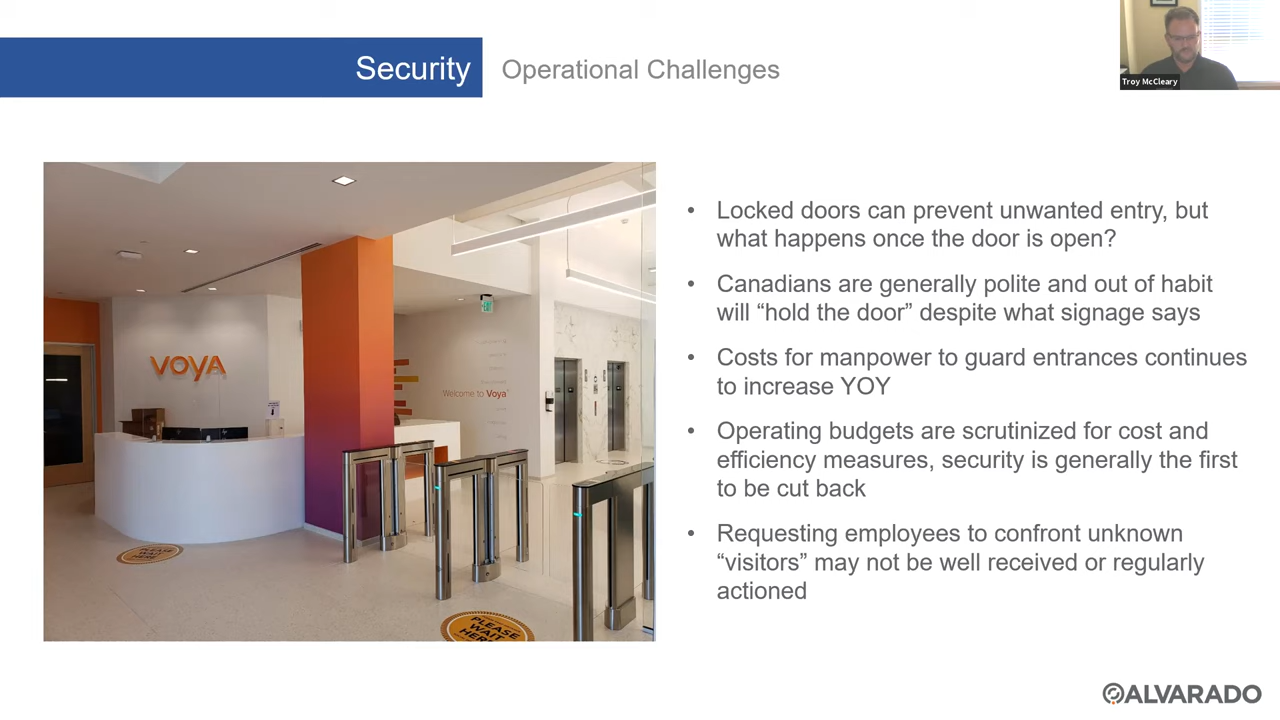 Security
Operational Challenges
Troy McCleary
VOYA
Welcome to Voya
PLEASE
WAIT
HERE
PLEASE
WAIT
HERE
• Locked doors can prevent unwanted entry, but
what happens once the door is open?
• Canadians are generally polite and out of habit
will “hold the door” despite what signage says
• Costs for manpower to guard entrances continues
to increase YOY
• Operating budgets are scrutinized for cost and
efficiency measures, security is generally the first
to be cut back
• Requesting employees to confront unknown
“visitors” may not be well received or regularly
actioned
ALVARADO